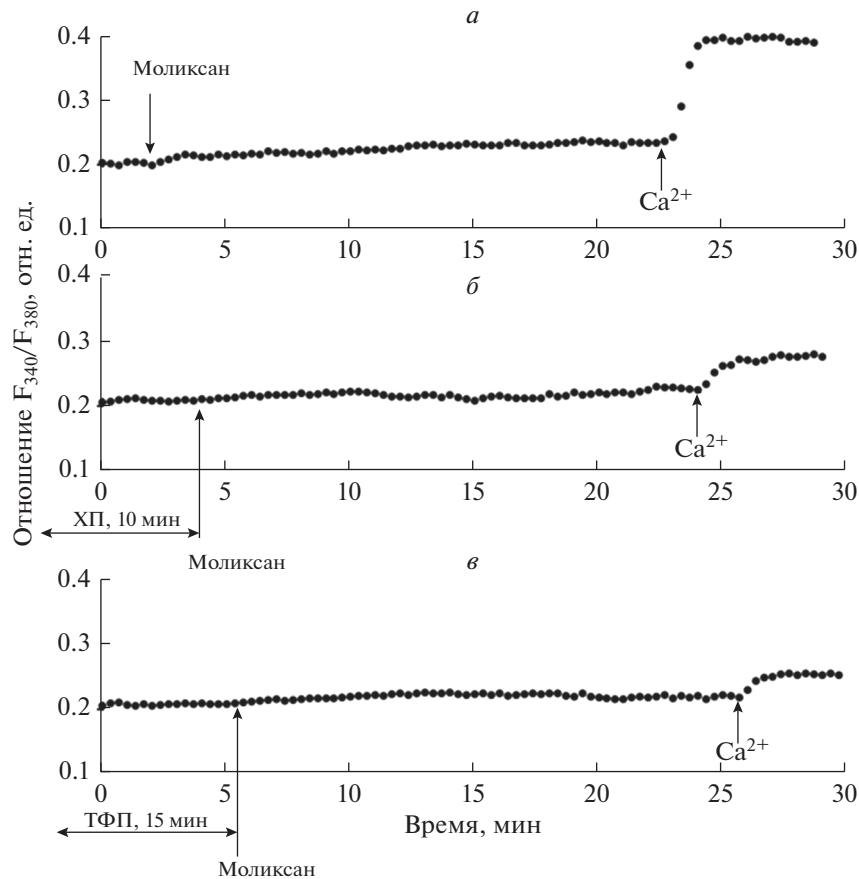 а
0.4
Моликсан
0.3
0.2
Ca²⁺
0.1
0 5 10 15 20 25 30
Отношение F₃₄₀/F₃₈₀, отн. ед.
б
0.4
0.3
0.2
Ca²⁺
0.1
0 5 10 15 20 25 30
ХП, 10 мин
Моликсан
в
0.4
0.3
0.2
Ca²⁺
0.1
0 5 10 15 20 25 30
ТФП, 15 мин
Время, мин
Моликсан